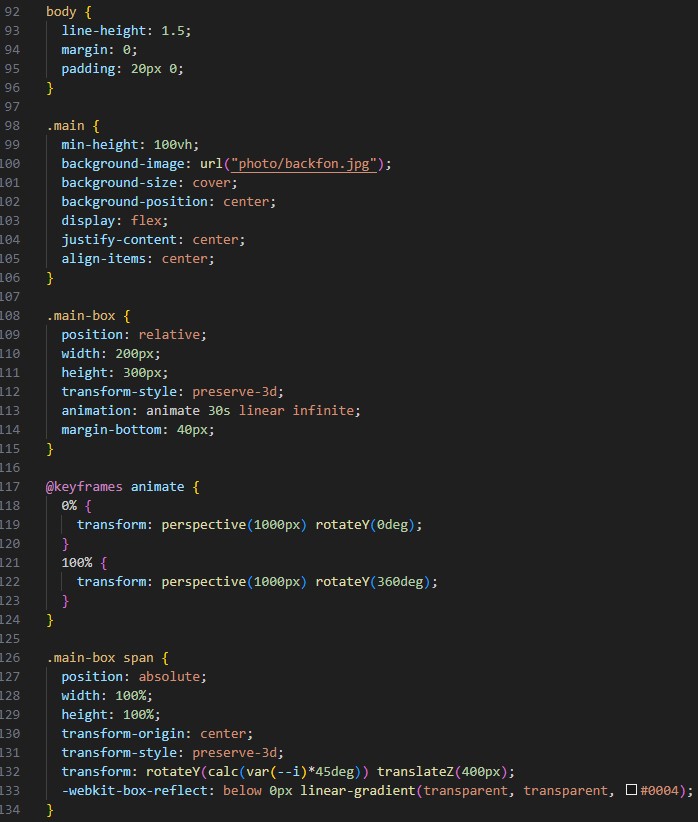 92 body {
93   line-height: 1.5;
94   margin: 0;
95   padding: 20px 0;
96 }
97
98 .main {
99   min-height: 100vh;
100   background-image: url("photo/backfon.jpg");
101   background-size: cover;
102   background-position: center;
103   display: flex;
104   justify-content: center;
105   align-items: center;
106 }
107
108 .main-box {
109   position: relative;
110   width: 200px;
111   height: 300px;
112   transform-style: preserve-3d;
113   animation: animate 30s linear infinite;
114   margin-bottom: 40px;
115 }
116
117 @keyframes animate {
118   0% {
119     transform: perspective(1000px) rotateY(0deg);
120   }
121   100% {
122     transform: perspective(1000px) rotateY(360deg);
123   }
124 }
125
126 .main-box span {
127   position: absolute;
128   width: 100%;
129   height: 100%;
130   transform-origin: center;
131   transform-style: preserve-3d;
132   transform: rotateY(calc(var(--i)*45deg)) translateZ(400px);
133   -webkit-box-reflect: below 0px linear-gradient(transparent, transparent, #0004);
134 }